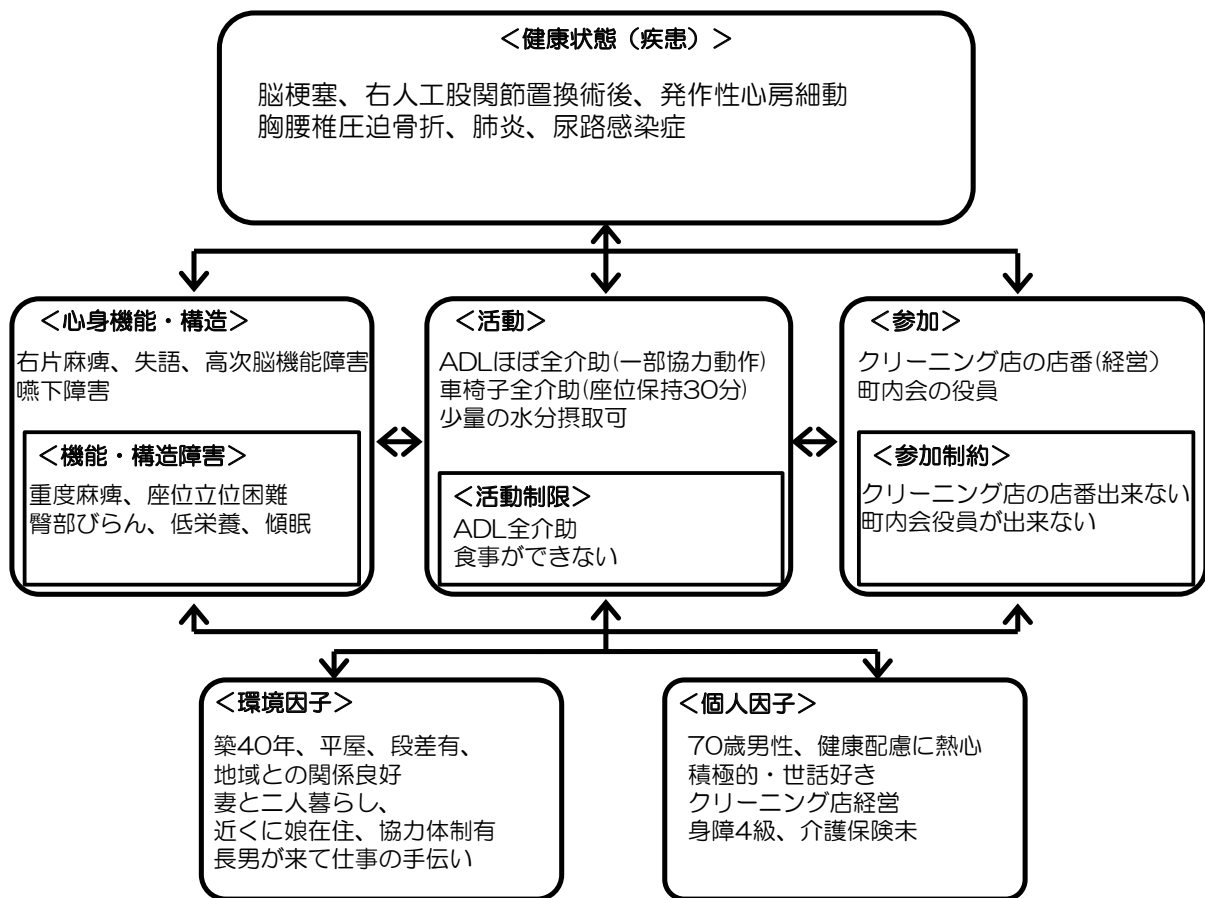 ＜健康状態（疾患）＞
脳梗塞、右人工股関節置換術後、発作性心房細動
胸腰椎圧迫骨折、肺炎、尿路感染症
＜心身機能・構造＞
右片麻痺、失語、高次脳機能障害
嚥下障害
＜機能・構造障害＞
重度麻痺、座位立位困難
臀部びらん、低栄養、傾眠
＜活動＞
ADLほぼ全介助(一部協力動作)
車椅子全介助(座位保持30分)
少量の水分摂取可
＜活動制限＞
ADL全介助
食事ができない
＜参加＞
クリーニング店の店番(経営）
町内会の役員
＜参加制約＞
クリーニング店の店番出来ない
町内会役員が出来ない
＜環境因子＞
築40年、平屋、段差有、
地域との関係良好
妻と二人暮らし、
近くに娘在住、協力体制有
長男が来て仕事の手伝い
＜個人因子＞
70歳男性、健康配慮に熱心
積極的・世話好き
クリーニング店経営
身障4級、介護保険未